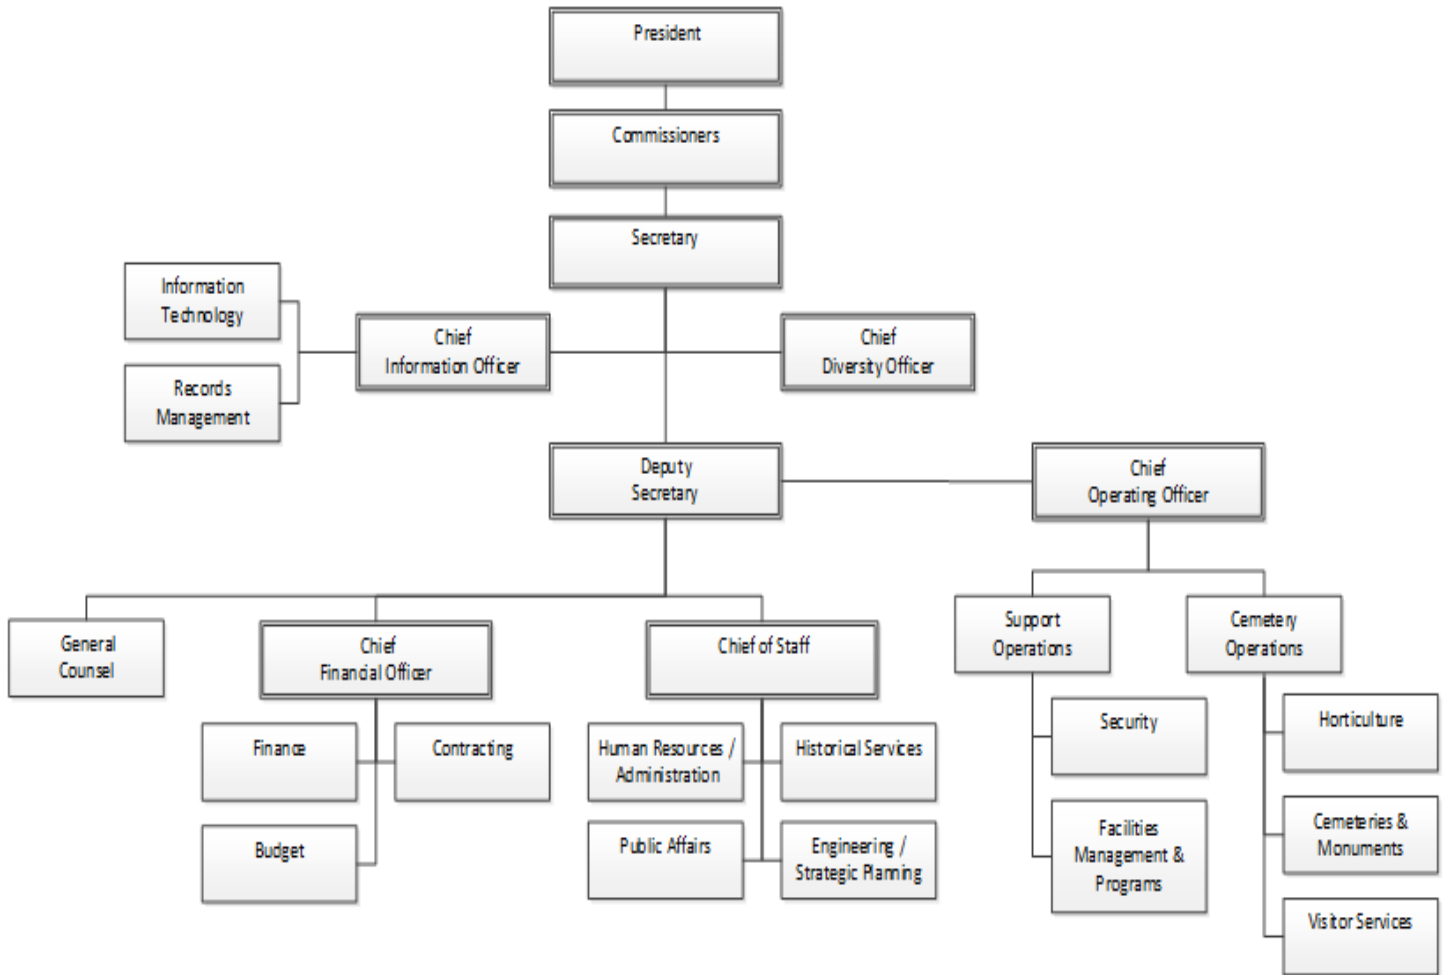 President
Commissioners
Secretary
Information
Technology
Chief
Information Officer
Chief
Diversity Officer
Records
Management
Deputy
Secretary
Chief
Operating Officer
General
Counsel
Chief
Financial Officer
Chief of Staff
Support
Operations
Cemetery
Operations
Finance
Contracting
Human Resources /
Administration
Historical Services
Security
Horticulture
Budget
Public Affairs
Engineering /
Strategic Planning
Facilities
Management &
Programs
Cemeteries &
Monuments
Visitor Services